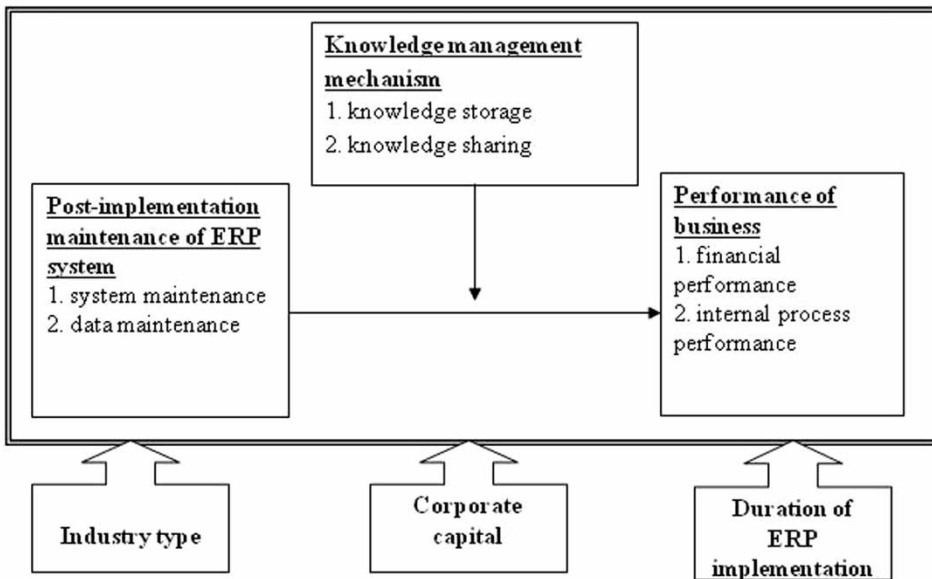 Knowledge management
mechanism
1. knowledge storage
2. knowledge sharing
Post-implementation
maintenance of ERP
system
1. system maintenance
2. data maintenance
Performance of
business
1. financial
performance
2. internal process
performance
Industry type
Corporate
capital
Duration of
ERP
implementation